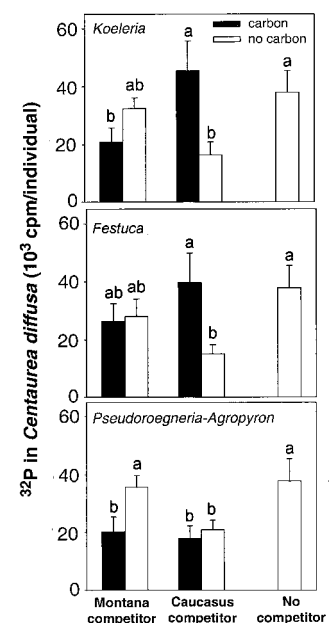 ³²P in Centaurea diffusa (10³ cpm/individual)
Koeleria
carbon
no carbon
60
40
20
0
b
ab
a
b
a
Festuca
60
40
20
0
ab
ab
a
b
a
Pseudoroegneria-Agropyron
60
40
20
0
b
a
b
b
a
Montana competitor
Caucasus competitor
No competitor